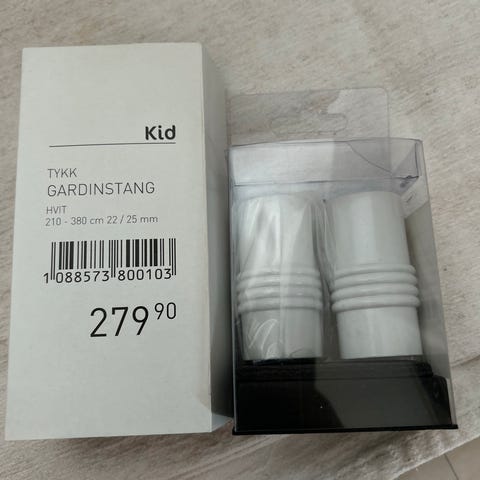 Kid
TYKK
GARDINSTANG
HVIT
210 - 380 cm 22 / 25 mm
1 088573 800103
279 90